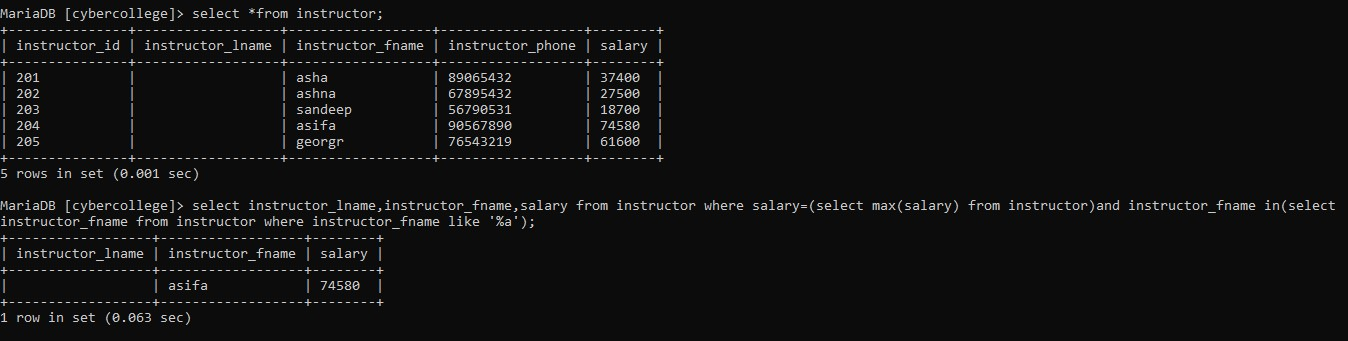 MariaDB [cybercollege]> select *from instructor;
+---------------+------------------+------------------+------------------+--------+
| instructor_id | instructor_lname | instructor_fname | instructor_phone | salary |
+---------------+------------------+------------------+------------------+--------+
| 201           |                  | asha             | 89065432         | 37400  |
| 202           |                  | ashna            | 67895432         | 27500  |
| 203           |                  | sandeep          | 56790531         | 18700  |
| 204           |                  | asifa            | 90567890         | 74580  |
| 205           |                  | georgr           | 76543219         | 61600  |
+---------------+------------------+------------------+------------------+--------+
5 rows in set (0.001 sec)
MariaDB [cybercollege]> select instructor_lname,instructor_fname,salary from instructor where salary=(select max(salary) from instructor)and instructor_fname in(select
instructor_fname from instructor where instructor_fname like '%a');
+------------------+------------------+--------+
| instructor_lname | instructor_fname | salary |
+------------------+------------------+--------+
|                  | asifa            | 74580  |
+------------------+------------------+--------+
1 row in set (0.063 sec)